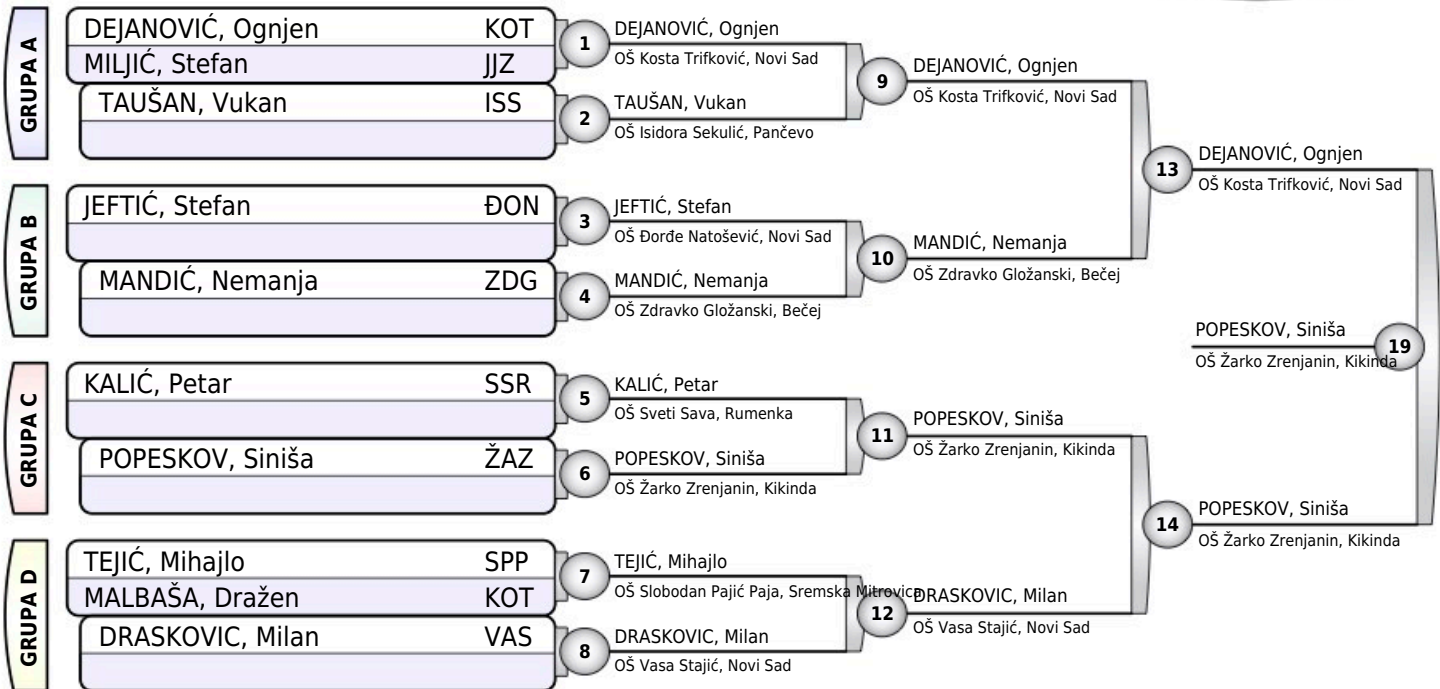 GRUPA A
DEJANOVIĆ, Ognjen KOT
MILJIĆ, Stefan JJZ
TAUŠAN, Vukan ISS
GRUPA B
JEFTIĆ, Stefan ĐON
MANDIĆ, Nemanja ZDG
GRUPA C
KALIĆ, Petar SSR
POPESKOV, Siniša ŽAZ
GRUPA D
TEJIĆ, Mihajlo SPP
MALBAŠA, Dražen KOT
DRASKOVIC, Milan VAS
1 DEJANOVIĆ, Ognjen
OŠ Kosta Trifković, Novi Sad
2 TAUŠAN, Vukan
OŠ Isidora Sekulić, Pančevo
3 JEFTIĆ, Stefan
OŠ Đorđe Natošević, Novi Sad
4 MANDIĆ, Nemanja
OŠ Zdravko Gložanski, Bečej
5 KALIĆ, Petar
OŠ Sveti Sava, Rumenka
6 POPESKOV, Siniša
OŠ Žarko Zrenjanin, Kikinda
7 TEJIĆ, Mihajlo
OŠ Slobodan Pajić Paja, Sremska Mitrovica
8 DRASKOVIC, Milan
OŠ Vasa Stajić, Novi Sad
9 DEJANOVIĆ, Ognjen
OŠ Kosta Trifković, Novi Sad
10 MANDIĆ, Nemanja
OŠ Zdravko Gložanski, Bečej
11 POPESKOV, Siniša
OŠ Žarko Zrenjanin, Kikinda
12 DRASKOVIC, Milan
OŠ Vasa Stajić, Novi Sad
13 DEJANOVIĆ, Ognjen
OŠ Kosta Trifković, Novi Sad
14 POPESKOV, Siniša
OŠ Žarko Zrenjanin, Kikinda
POPESKOV, Siniša 19
OŠ Žarko Zrenjanin, Kikinda